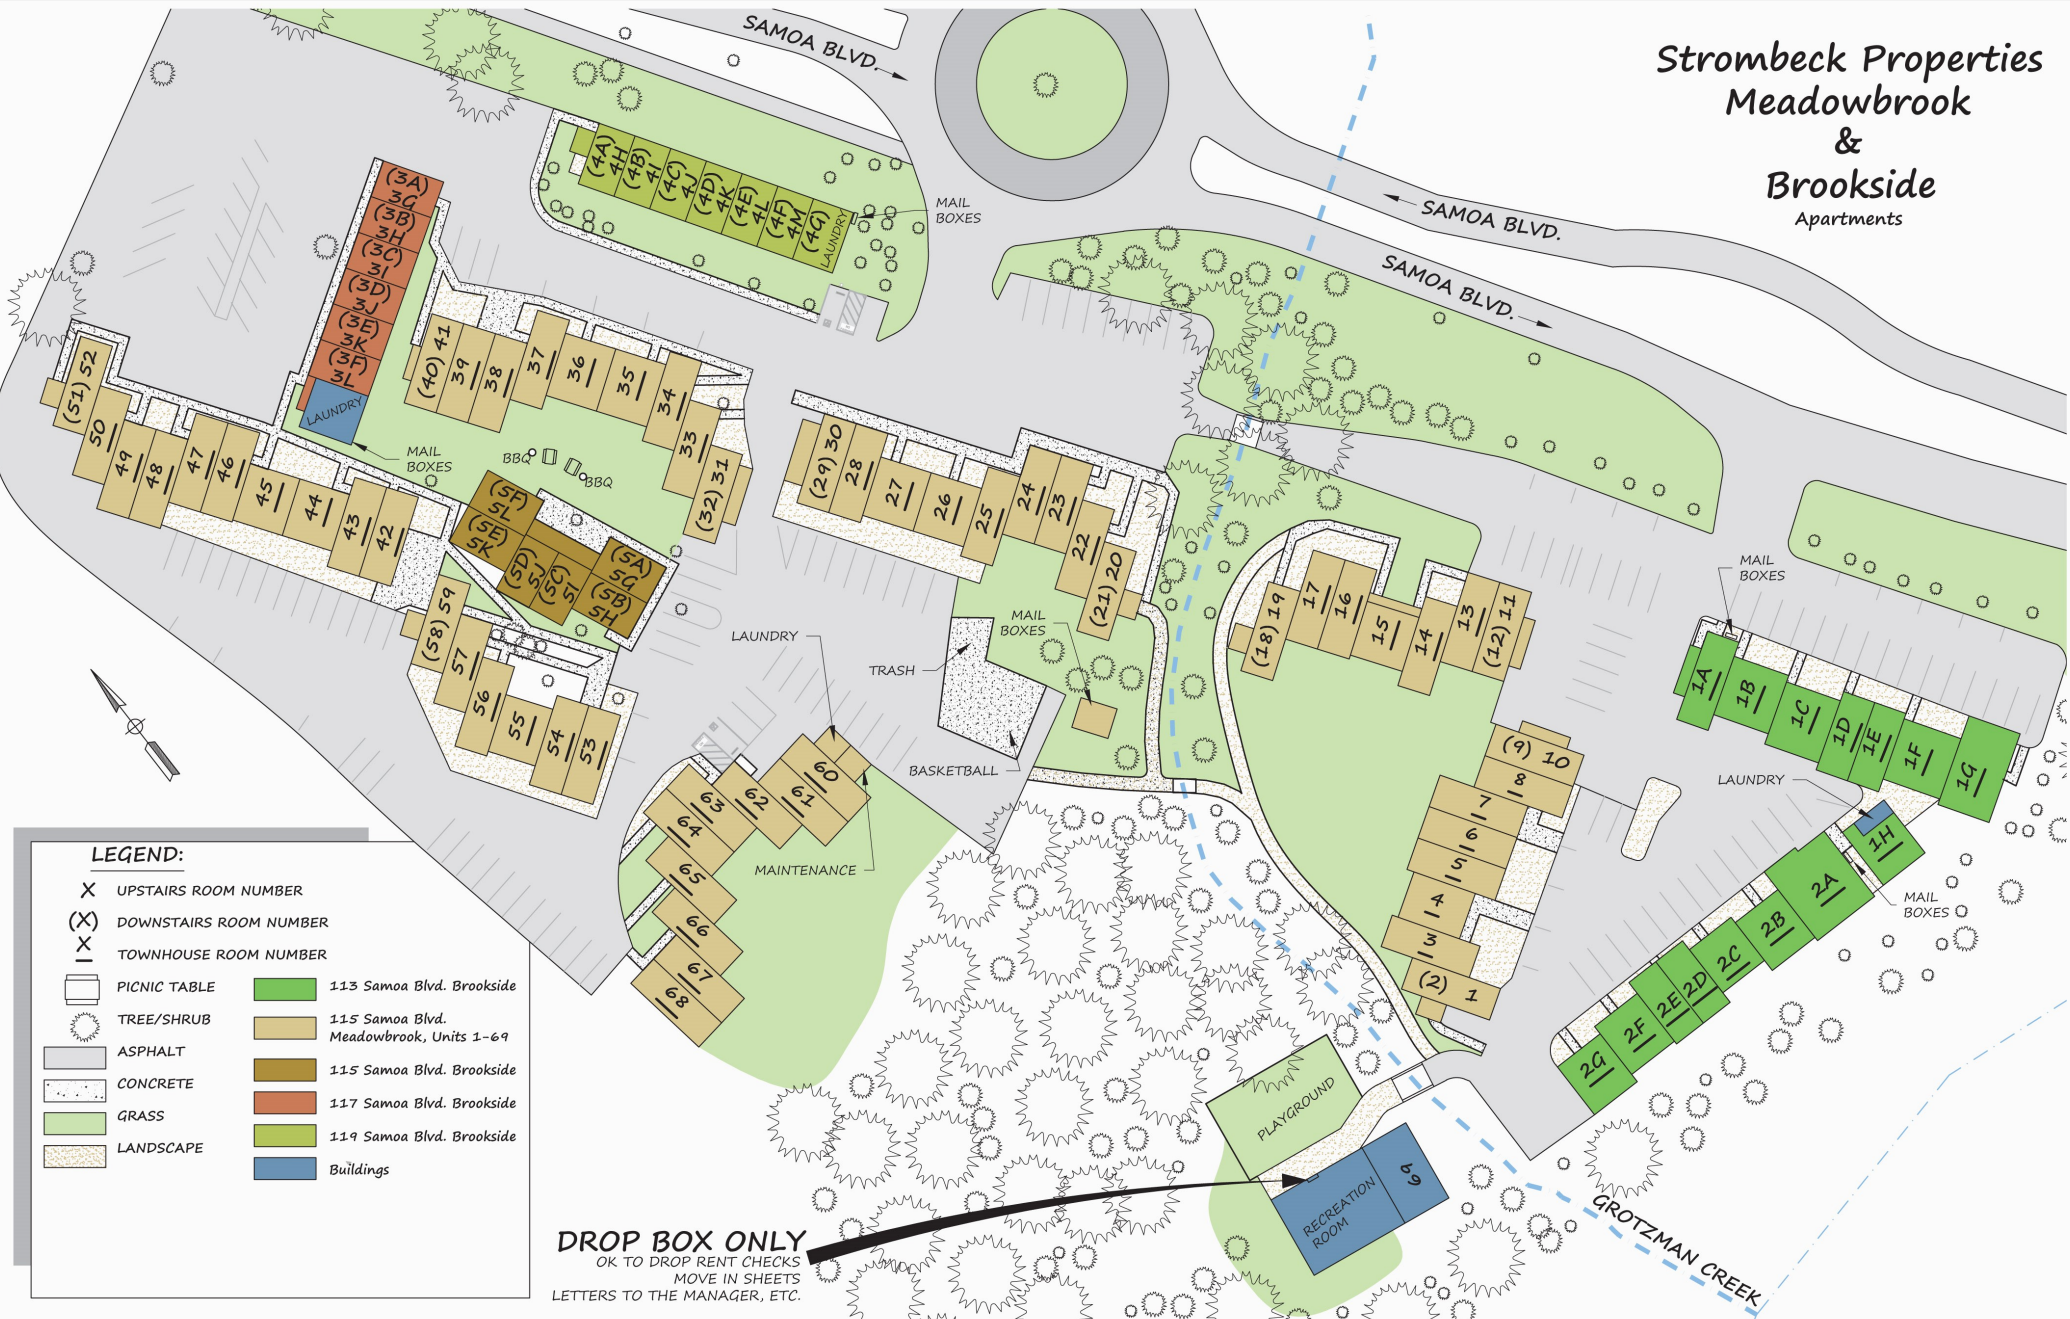 SAMOA BLVD.
Strombeck Properties
Meadowbrook
&
Brookside
Apartments
SAMOA BLVD.
SAMOA BLVD.
(4A)
4H
(4B)
4I
(4C)
4J
(4D)
4K
(4E)
4L
(4F)
4M
(4G)
LAUNDRY
MAIL
BOXES
(3A)
3G
(3B)
3H
(3C)
3I
(3D)
3J
(3E)
3K
(3F)
3L
LAUNDRY
MAIL
BOXES
(40) 41
39
38
37
36
35
34
33
(32) 31
BBQ
BBQ
(51) 52
50
49
48
47
46
45
44
43
42
(5F)
5L
(5E)
5K
(5D)
5J
(5C)
5I
(5A)
5G
(5B)
5H
(58) 59
57
56
55
54
53
(29) 30
28
27
26
25
24
23
22
(21) 20
MAIL
BOXES
TRASH
BASKETBALL
LAUNDRY
60
61
62
63
64
65
66
67
68
MAINTENANCE
(18) 19
17
16
15
14
13
(12) 11
(9) 10
8
7
6
5
4
3
(2) 1
MAIL
BOXES
1A
1B
1C
1D
1E
1F
1G
LAUNDRY
1H
MAIL
BOXES
2A
2B
2C
2D
2E
2F
2G
PLAYGROUND
RECREATION
ROOM
69
GROTZMAN CREEK
DROP BOX ONLY
OK TO DROP RENT CHECKS
MOVE IN SHEETS
LETTERS TO THE MANAGER, ETC.
LEGEND:
X UPSTAIRS ROOM NUMBER
(X) DOWNSTAIRS ROOM NUMBER
X TOWNHOUSE ROOM NUMBER
PICNIC TABLE
TREE/SHRUB
ASPHALT
CONCRETE
GRASS
LANDSCAPE
113 Samoa Blvd. Brookside
115 Samoa Blvd.
Meadowbrook, Units 1-69
115 Samoa Blvd. Brookside
117 Samoa Blvd. Brookside
119 Samoa Blvd. Brookside
Buildings